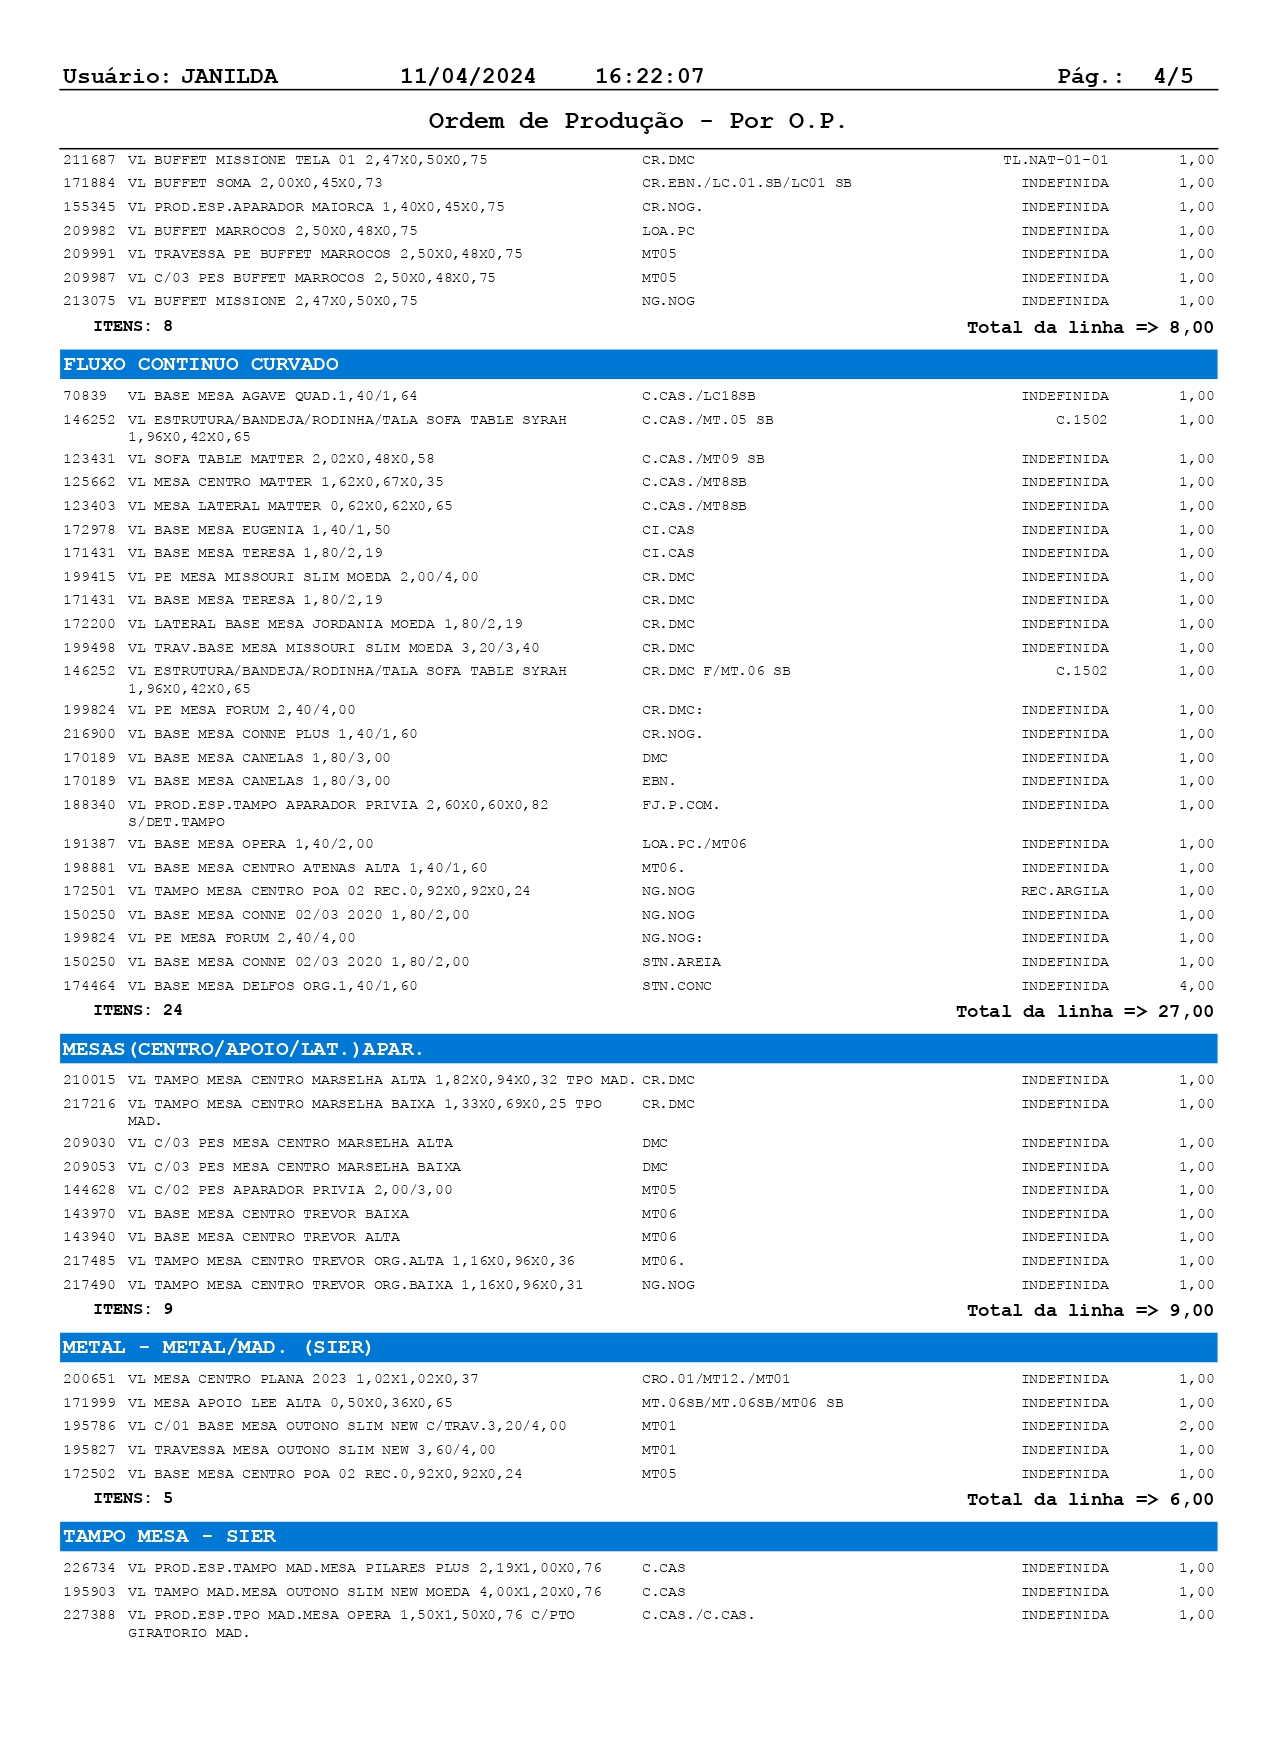 Usuário: JANILDA 11/04/2024 16:22:07 Pág.: 4/5
Ordem de Produção - Por O.P.
211687 VL BUFFET MISSIONE TELA 01 2,47X0,50X0,75 CR.DMC TL.NAT-01-01 1,00
171884 VL BUFFET SOMA 2,00X0,45X0,73 CR.EBN./LC.01.SB/LC01 SB INDEFINIDA 1,00
155345 VL PROD.ESP.APARADOR MAIORCA 1,40X0,45X0,75 CR.NOG. INDEFINIDA 1,00
209982 VL BUFFET MARROCOS 2,50X0,48X0,75 LOA.PC INDEFINIDA 1,00
209991 VL TRAVESSA PE BUFFET MARROCOS 2,50X0,48X0,75 MT05 INDEFINIDA 1,00
209987 VL C/03 PES BUFFET MARROCOS 2,50X0,48X0,75 MT05 INDEFINIDA 1,00
213075 VL BUFFET MISSIONE 2,47X0,50X0,75 NG.NOG INDEFINIDA 1,00
ITENS: 8 Total da linha => 8,00
FLUXO CONTINUO CURVADO
70839 VL BASE MESA AGAVE QUAD.1,40/1,64 C.CAS./LC18SB INDEFINIDA 1,00
146252 VL ESTRUTURA/BANDEJA/RODINHA/TALA SOFA TABLE SYRAH C.CAS./MT.05 SB C.1502 1,00
1,96X0,42X0,65
123431 VL SOFA TABLE MATTER 2,02X0,48X0,58 C.CAS./MT09 SB INDEFINIDA 1,00
125662 VL MESA CENTRO MATTER 1,62X0,67X0,35 C.CAS./MT8SB INDEFINIDA 1,00
123403 VL MESA LATERAL MATTER 0,62X0,62X0,65 C.CAS./MT8SB INDEFINIDA 1,00
172978 VL BASE MESA EUGENIA 1,40/1,50 CI.CAS INDEFINIDA 1,00
171431 VL BASE MESA TERESA 1,80/2,19 CI.CAS INDEFINIDA 1,00
199415 VL PE MESA MISSOURI SLIM MOEDA 2,00/4,00 CR.DMC INDEFINIDA 1,00
171431 VL BASE MESA TERESA 1,80/2,19 CR.DMC INDEFINIDA 1,00
172200 VL LATERAL BASE MESA JORDANIA MOEDA 1,80/2,19 CR.DMC INDEFINIDA 1,00
199498 VL TRAV.BASE MESA MISSOURI SLIM MOEDA 3,20/3,40 CR.DMC INDEFINIDA 1,00
146252 VL ESTRUTURA/BANDEJA/RODINHA/TALA SOFA TABLE SYRAH CR.DMC F/MT.06 SB C.1502 1,00
1,96X0,42X0,65
199824 VL PE MESA FORUM 2,40/4,00 CR.DMC: INDEFINIDA 1,00
216900 VL BASE MESA CONNE PLUS 1,40/1,60 CR.NOG. INDEFINIDA 1,00
170189 VL BASE MESA CANELAS 1,80/3,00 DMC INDEFINIDA 1,00
170189 VL BASE MESA CANELAS 1,80/3,00 EBN. INDEFINIDA 1,00
188340 VL PROD.ESP.TAMPO APARADOR PRIVIA 2,60X0,60X0,82 FJ.P.COM. INDEFINIDA 1,00
S/DET.TAMPO
191387 VL BASE MESA OPERA 1,40/2,00 LOA.PC./MT06 INDEFINIDA 1,00
198881 VL BASE MESA CENTRO ATENAS ALTA 1,40/1,60 MT06. INDEFINIDA 1,00
172501 VL TAMPO MESA CENTRO POA 02 REC.0,92X0,92X0,24 NG.NOG REC.ARGILA 1,00
150250 VL BASE MESA CONNE 02/03 2020 1,80/2,00 NG.NOG INDEFINIDA 1,00
199824 VL PE MESA FORUM 2,40/4,00 NG.NOG: INDEFINIDA 1,00
150250 VL BASE MESA CONNE 02/03 2020 1,80/2,00 STN.AREIA INDEFINIDA 1,00
174464 VL BASE MESA DELFOS ORG.1,40/1,60 STN.CONC INDEFINIDA 4,00
ITENS: 24 Total da linha => 27,00
MESAS(CENTRO/APOIO/LAT.)APAR.
210015 VL TAMPO MESA CENTRO MARSELHA ALTA 1,82X0,94X0,32 TPO MAD. CR.DMC INDEFINIDA 1,00
217216 VL TAMPO MESA CENTRO MARSELHA BAIXA 1,33X0,69X0,25 TPO CR.DMC INDEFINIDA 1,00
MAD.
209030 VL C/03 PES MESA CENTRO MARSELHA ALTA DMC INDEFINIDA 1,00
209053 VL C/03 PES MESA CENTRO MARSELHA BAIXA DMC INDEFINIDA 1,00
144628 VL C/02 PES APARADOR PRIVIA 2,00/3,00 MT05 INDEFINIDA 1,00
143970 VL BASE MESA CENTRO TREVOR BAIXA MT06 INDEFINIDA 1,00
143940 VL BASE MESA CENTRO TREVOR ALTA MT06 INDEFINIDA 1,00
217485 VL TAMPO MESA CENTRO TREVOR ORG.ALTA 1,16X0,96X0,36 MT06. INDEFINIDA 1,00
217490 VL TAMPO MESA CENTRO TREVOR ORG.BAIXA 1,16X0,96X0,31 NG.NOG INDEFINIDA 1,00
ITENS: 9 Total da linha => 9,00
METAL - METAL/MAD. (SIER)
200651 VL MESA CENTRO PLANA 2023 1,02X1,02X0,37 CRO.01/MT12./MT01 INDEFINIDA 1,00
171999 VL MESA APOIO LEE ALTA 0,50X0,36X0,65 MT.06SB/MT.06SB/MT06 SB INDEFINIDA 1,00
195786 VL C/01 BASE MESA OUTONO SLIM NEW C/TRAV.3,20/4,00 MT01 INDEFINIDA 2,00
195827 VL TRAVESSA MESA OUTONO SLIM NEW 3,60/4,00 MT01 INDEFINIDA 1,00
172502 VL BASE MESA CENTRO POA 02 REC.0,92X0,92X0,24 MT05 INDEFINIDA 1,00
ITENS: 5 Total da linha => 6,00
TAMPO MESA - SIER
226734 VL PROD.ESP.TAMPO MAD.MESA PILARES PLUS 2,19X1,00X0,76 C.CAS INDEFINIDA 1,00
195903 VL TAMPO MAD.MESA OUTONO SLIM NEW MOEDA 4,00X1,20X0,76 C.CAS INDEFINIDA 1,00
227388 VL PROD.ESP.TPO MAD.MESA OPERA 1,50X1,50X0,76 C/PTO C.CAS./C.CAS. INDEFINIDA 1,00
GIRATORIO MAD.